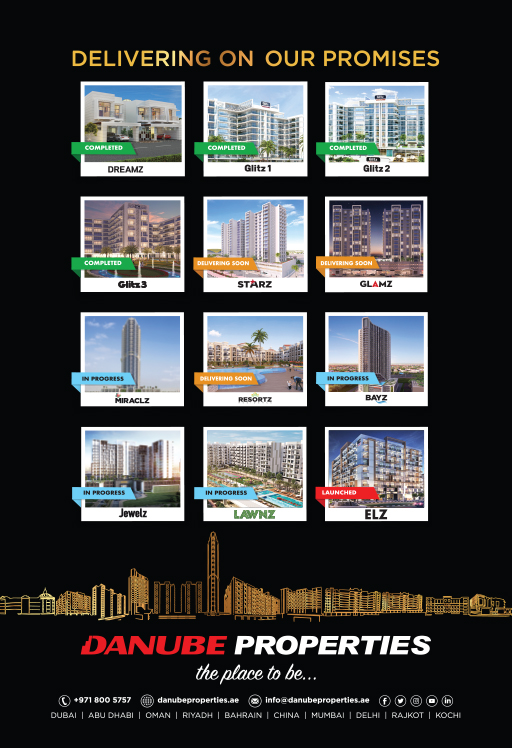 DELIVERING ON OUR PROMISES
COMPLETED
DREAMZ
COMPLETED
Glitz 1
COMPLETED
Glitz 2
COMPLETED
Glitz 3
DELIVERING SOON
STARZ
DELIVERING SOON
GLAMZ
IN PROGRESS
MIRACLZ
DELIVERING SOON
RESORTZ
IN PROGRESS
BAYZ
IN PROGRESS
Jewelz
IN PROGRESS
LAWNZ
LAUNCHED
ELZ
DANUBE PROPERTIES
the place to be...
+971 800 5757 danubeproperties.ae info@danubeproperties.ae
DUBAI | ABU DHABI | OMAN | RIYADH | BAHRAIN | CHINA | MUMBAI | DELHI | RAJKOT | KOCHI